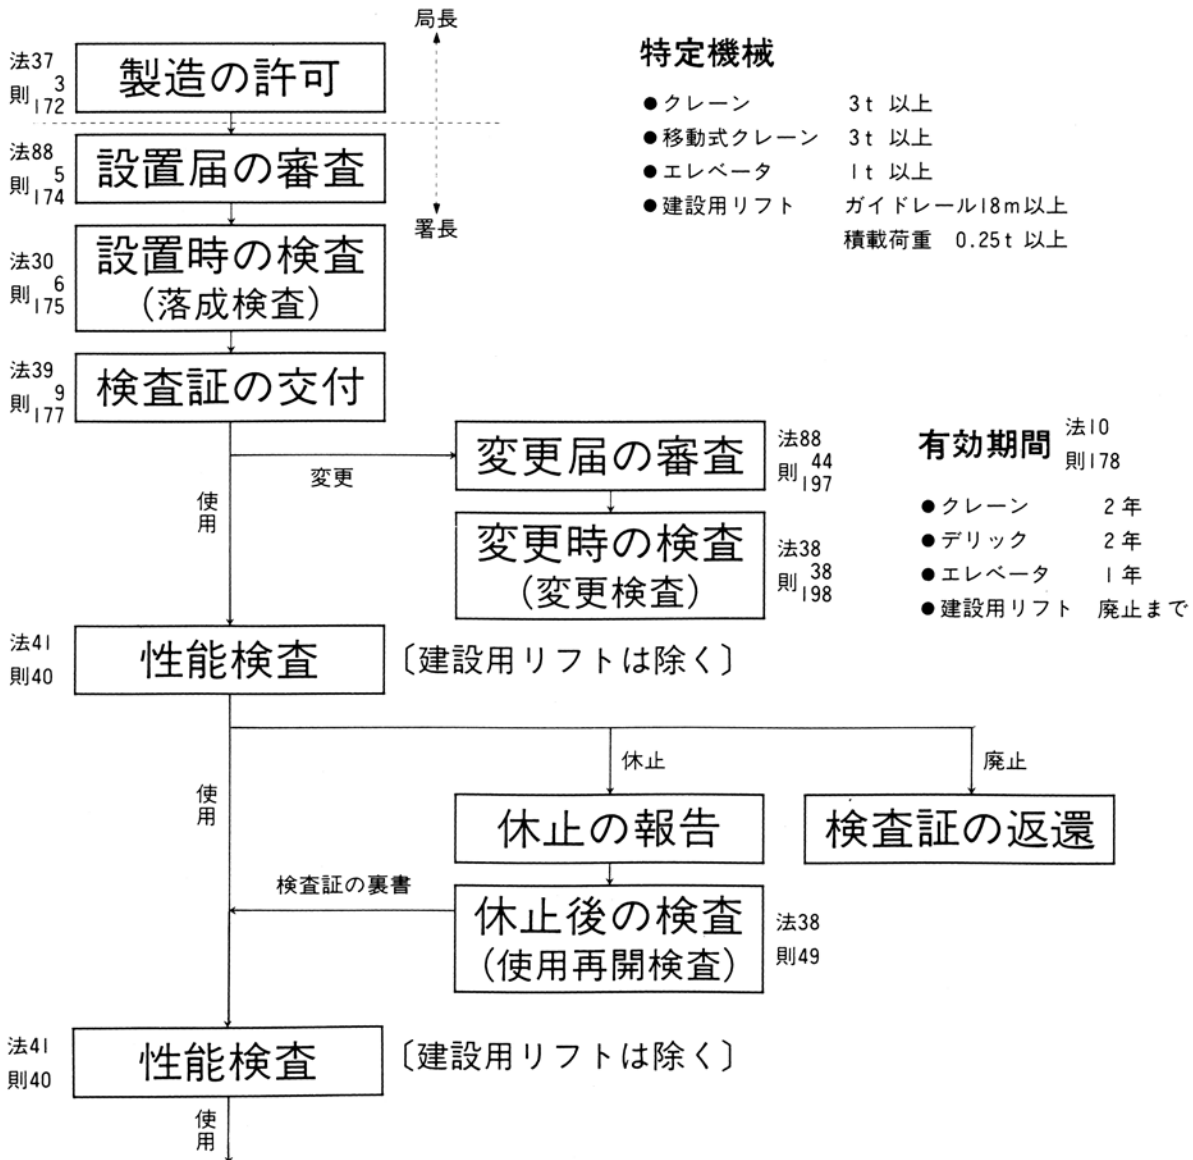 局長
法37
3
則
172
製造の許可
法88
5
則
174
設置届の審査
署長
法30
6
則
175
設置時の検査
(落成検査)
法39
9
則
177
検査証の交付
特定機械
●クレーン 3t 以上
●移動式クレーン 3t 以上
●エレベータ 1t 以上
●建設用リフト ガイドレール18m以上
積載荷重 0.25t 以上
変更
使用
変更届の審査
法88
44
則
197
変更時の検査
(変更検査)
法38
38
則
198
有効期間
法10
則178
●クレーン 2年
●デリック 2年
●エレベータ 1年
●建設用リフト 廃止まで
法41
則40
性能検査
〔建設用リフトは除く〕
使用
休止
廃止
休止の報告
検査証の返還
検査証の裏書
休止後の検査
(使用再開検査)
法38
則49
法41
則40
性能検査
〔建設用リフトは除く〕
使用